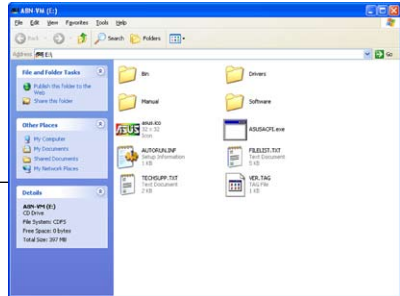 A8N-VM (E:)
File Edit View Favorites Tools Help
Back Search Folders
Address E:\ Go
File and Folder Tasks
Publish this folder to the Web
Share this folder
Other Places
My Computer
My Documents
Shared Documents
My Network Places
Details
A8N-VM (E:)
CD Drive
File System: CDFS
Free Space: 0 bytes
Total Size: 307 MB
Bin
Drivers
Manual
Software
ASUS
asus.ico
32 x 32
Icon
ASUSACPI.exe
AUTORUN.INF
Setup Information
1 KB
FILELIST.TXT
Text Document
5 KB
TECHSUPP.TXT
Text Document
2 KB
VER.TAG
TAG File
1 KB